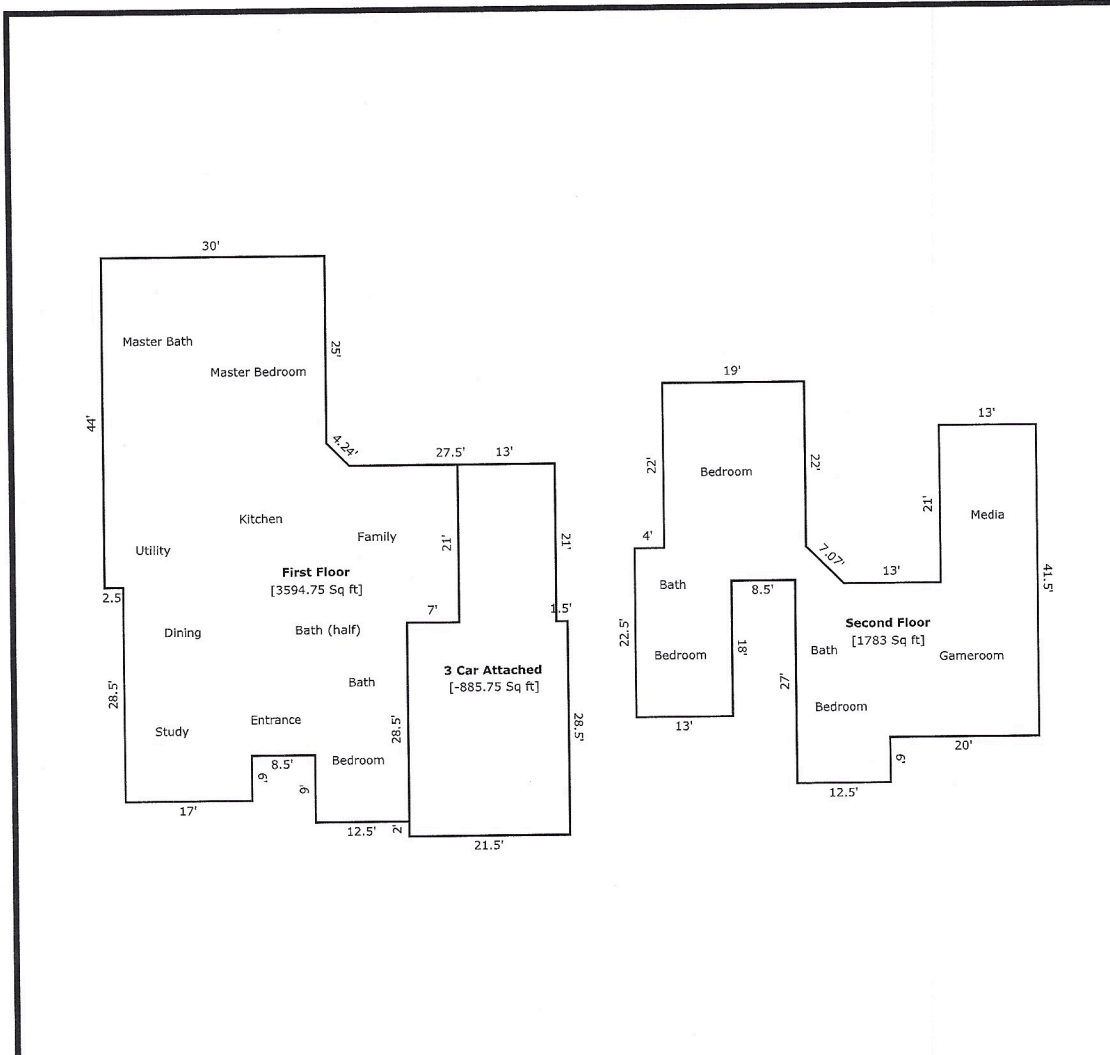 30'
Master Bath
Master Bedroom
25'
44'
4.24'
27.5'
13'
Kitchen
Family
Utility
21'
21'
First Floor
[3594.75 Sq ft]
2.5'
7'
1.5'
Dining
Bath (half)
3 Car Attached
[-885.75 Sq ft]
Bath
28.5'
Study
Entrance
28.5'
28.5'
Bedroom
8.5'
6'
9'
17'
12.5'
2'
21.5'
19'
13'
22'
Bedroom
22'
21'
Media
4'
7.07'
13'
41.5'
Bath
8.5'
22.5'
Second Floor
[1783 Sq ft]
Bedroom
18'
Bath
Gameroom
27'
Bedroom
13'
6'
20'
12.5'